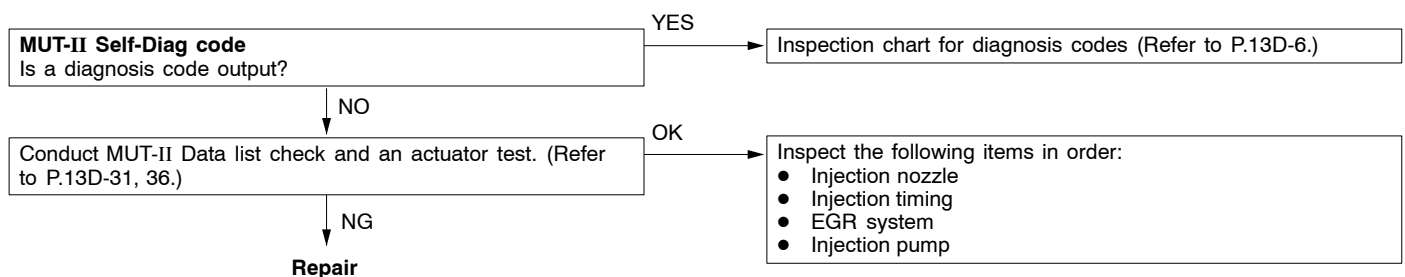 YES
MUT-II Self-Diag code
Is a diagnosis code output?
Inspection chart for diagnosis codes (Refer to P.13D-6.)
NO
OK
Conduct MUT-II Data list check and an actuator test. (Refer
to P.13D-31, 36.)
Inspect the following items in order:
● Injection nozzle
● Injection timing
● EGR system
● Injection pump
NG
Repair